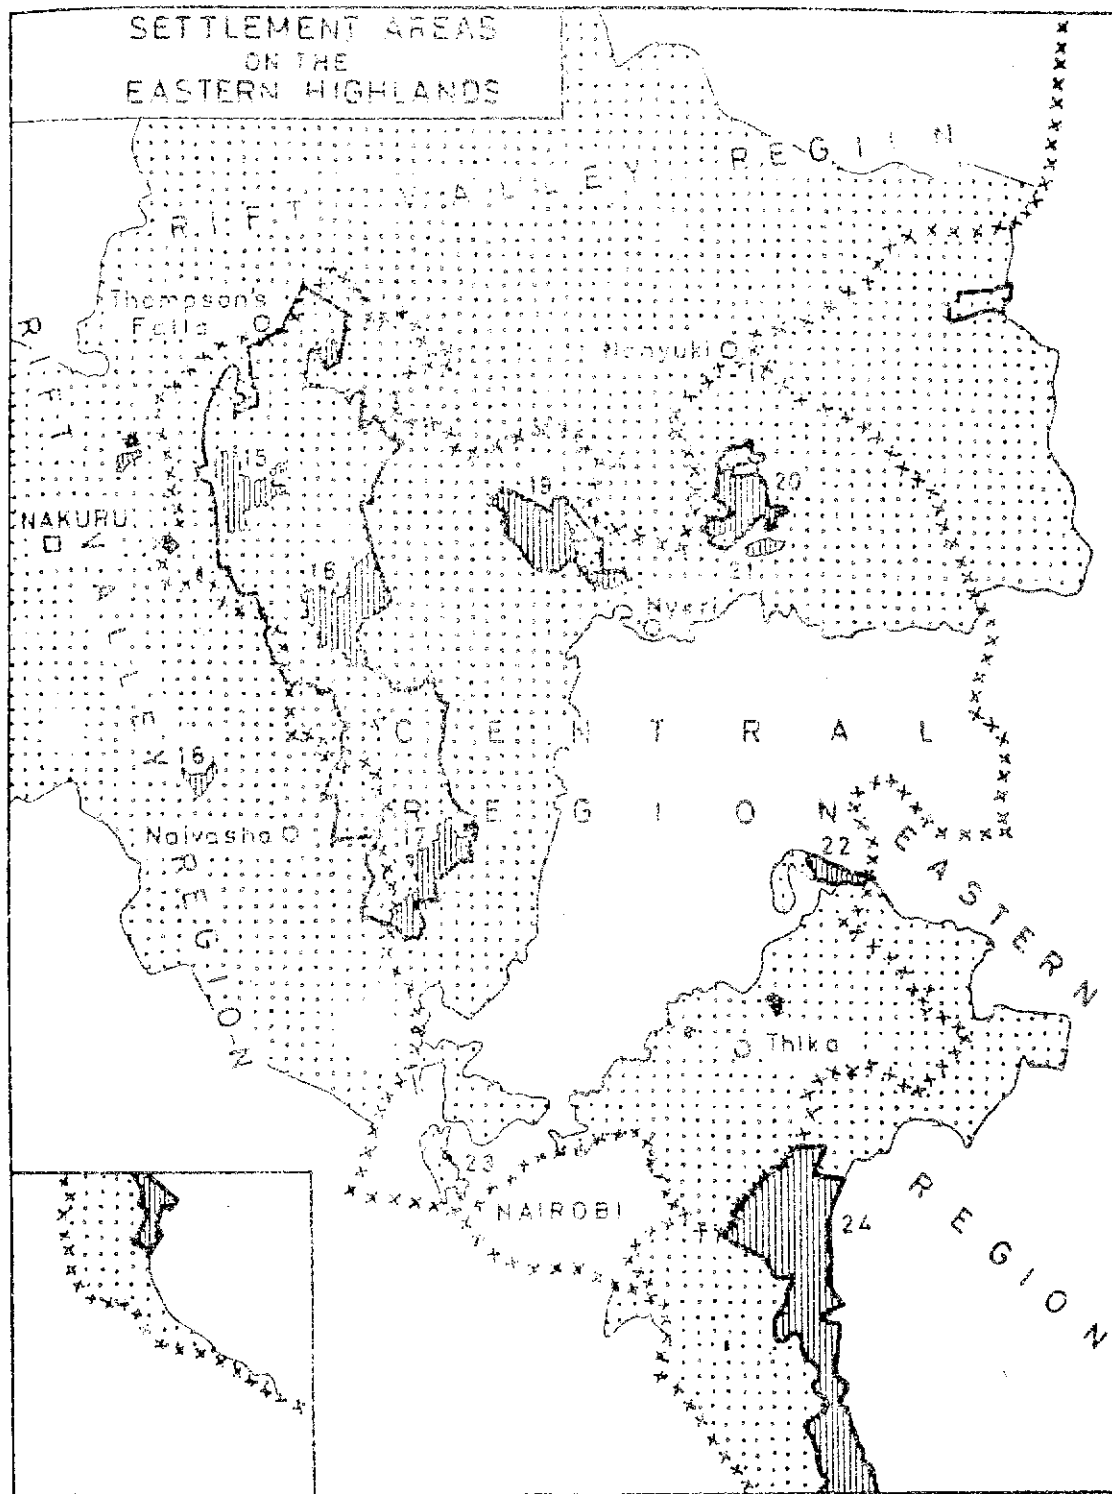 SETTLEMENT AREAS
ON THE
EASTERN HIGHLANDS
RIFT VALLEY REGION
Thompson's
Falls
Nanyuki
RIFT VALLEY REGION
15
19
20
NAKURU
21
16
Nyeri
CENTRAL
REGION
18
Naivasha
17
22
EASTERN REGION
Thika
23
NAIROBI
24